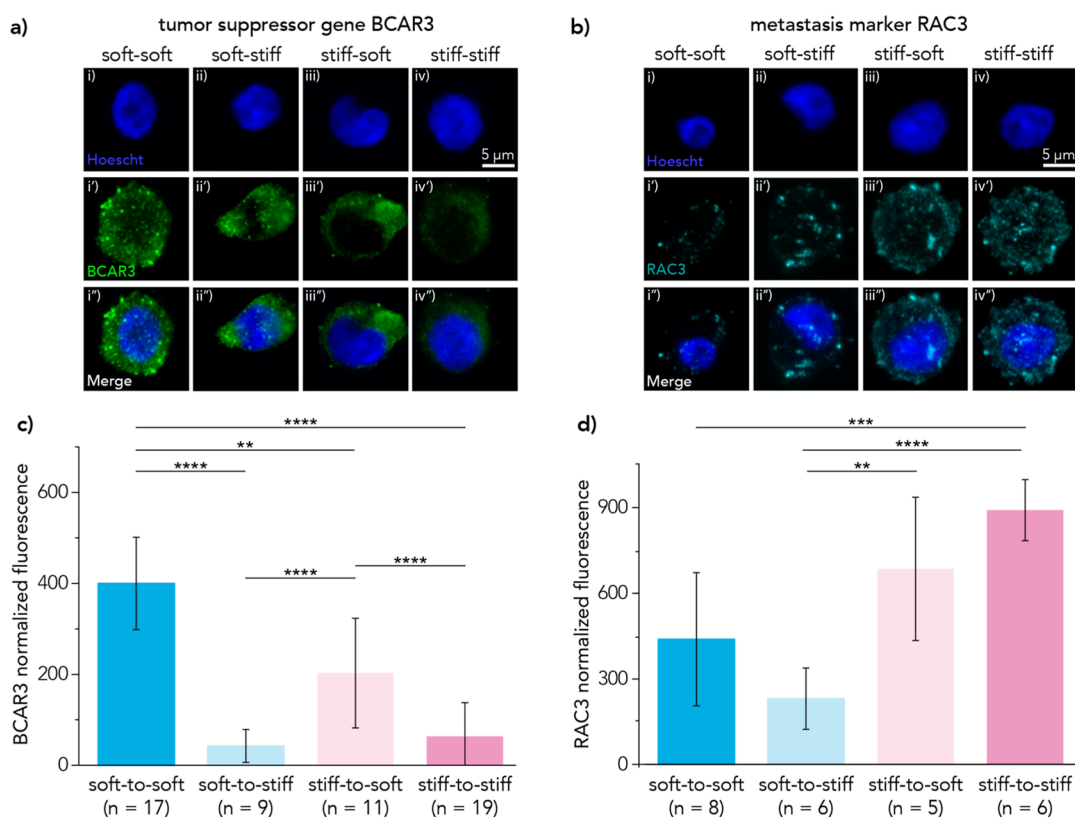 a)
tumor suppressor gene BCAR3
soft-soft soft-stiff stiff-soft stiff-stiff
i) ii) iii) iv)
Hoescht
5 μm
i') ii') iii') iv')
BCAR3
i'') ii'') iii'') iv'')
Merge
b)
metastasis marker RAC3
soft-soft soft-stiff stiff-soft stiff-stiff
i) ii) iii) iv)
Hoescht
5 μm
i') ii') iii') iv')
RAC3
i'') ii'') iii'') iv'')
Merge
c)
****
**
****
****
****
BCAR3 normalized fluorescence
600
400
200
0
soft-to-soft soft-to-stiff stiff-to-soft stiff-to-stiff
(n = 17) (n = 9) (n = 11) (n = 19)
d)
***
****
**
RAC3 normalized fluorescence
900
600
300
0
soft-to-soft soft-to-stiff stiff-to-soft stiff-to-stiff
(n = 8) (n = 6) (n = 5) (n = 6)